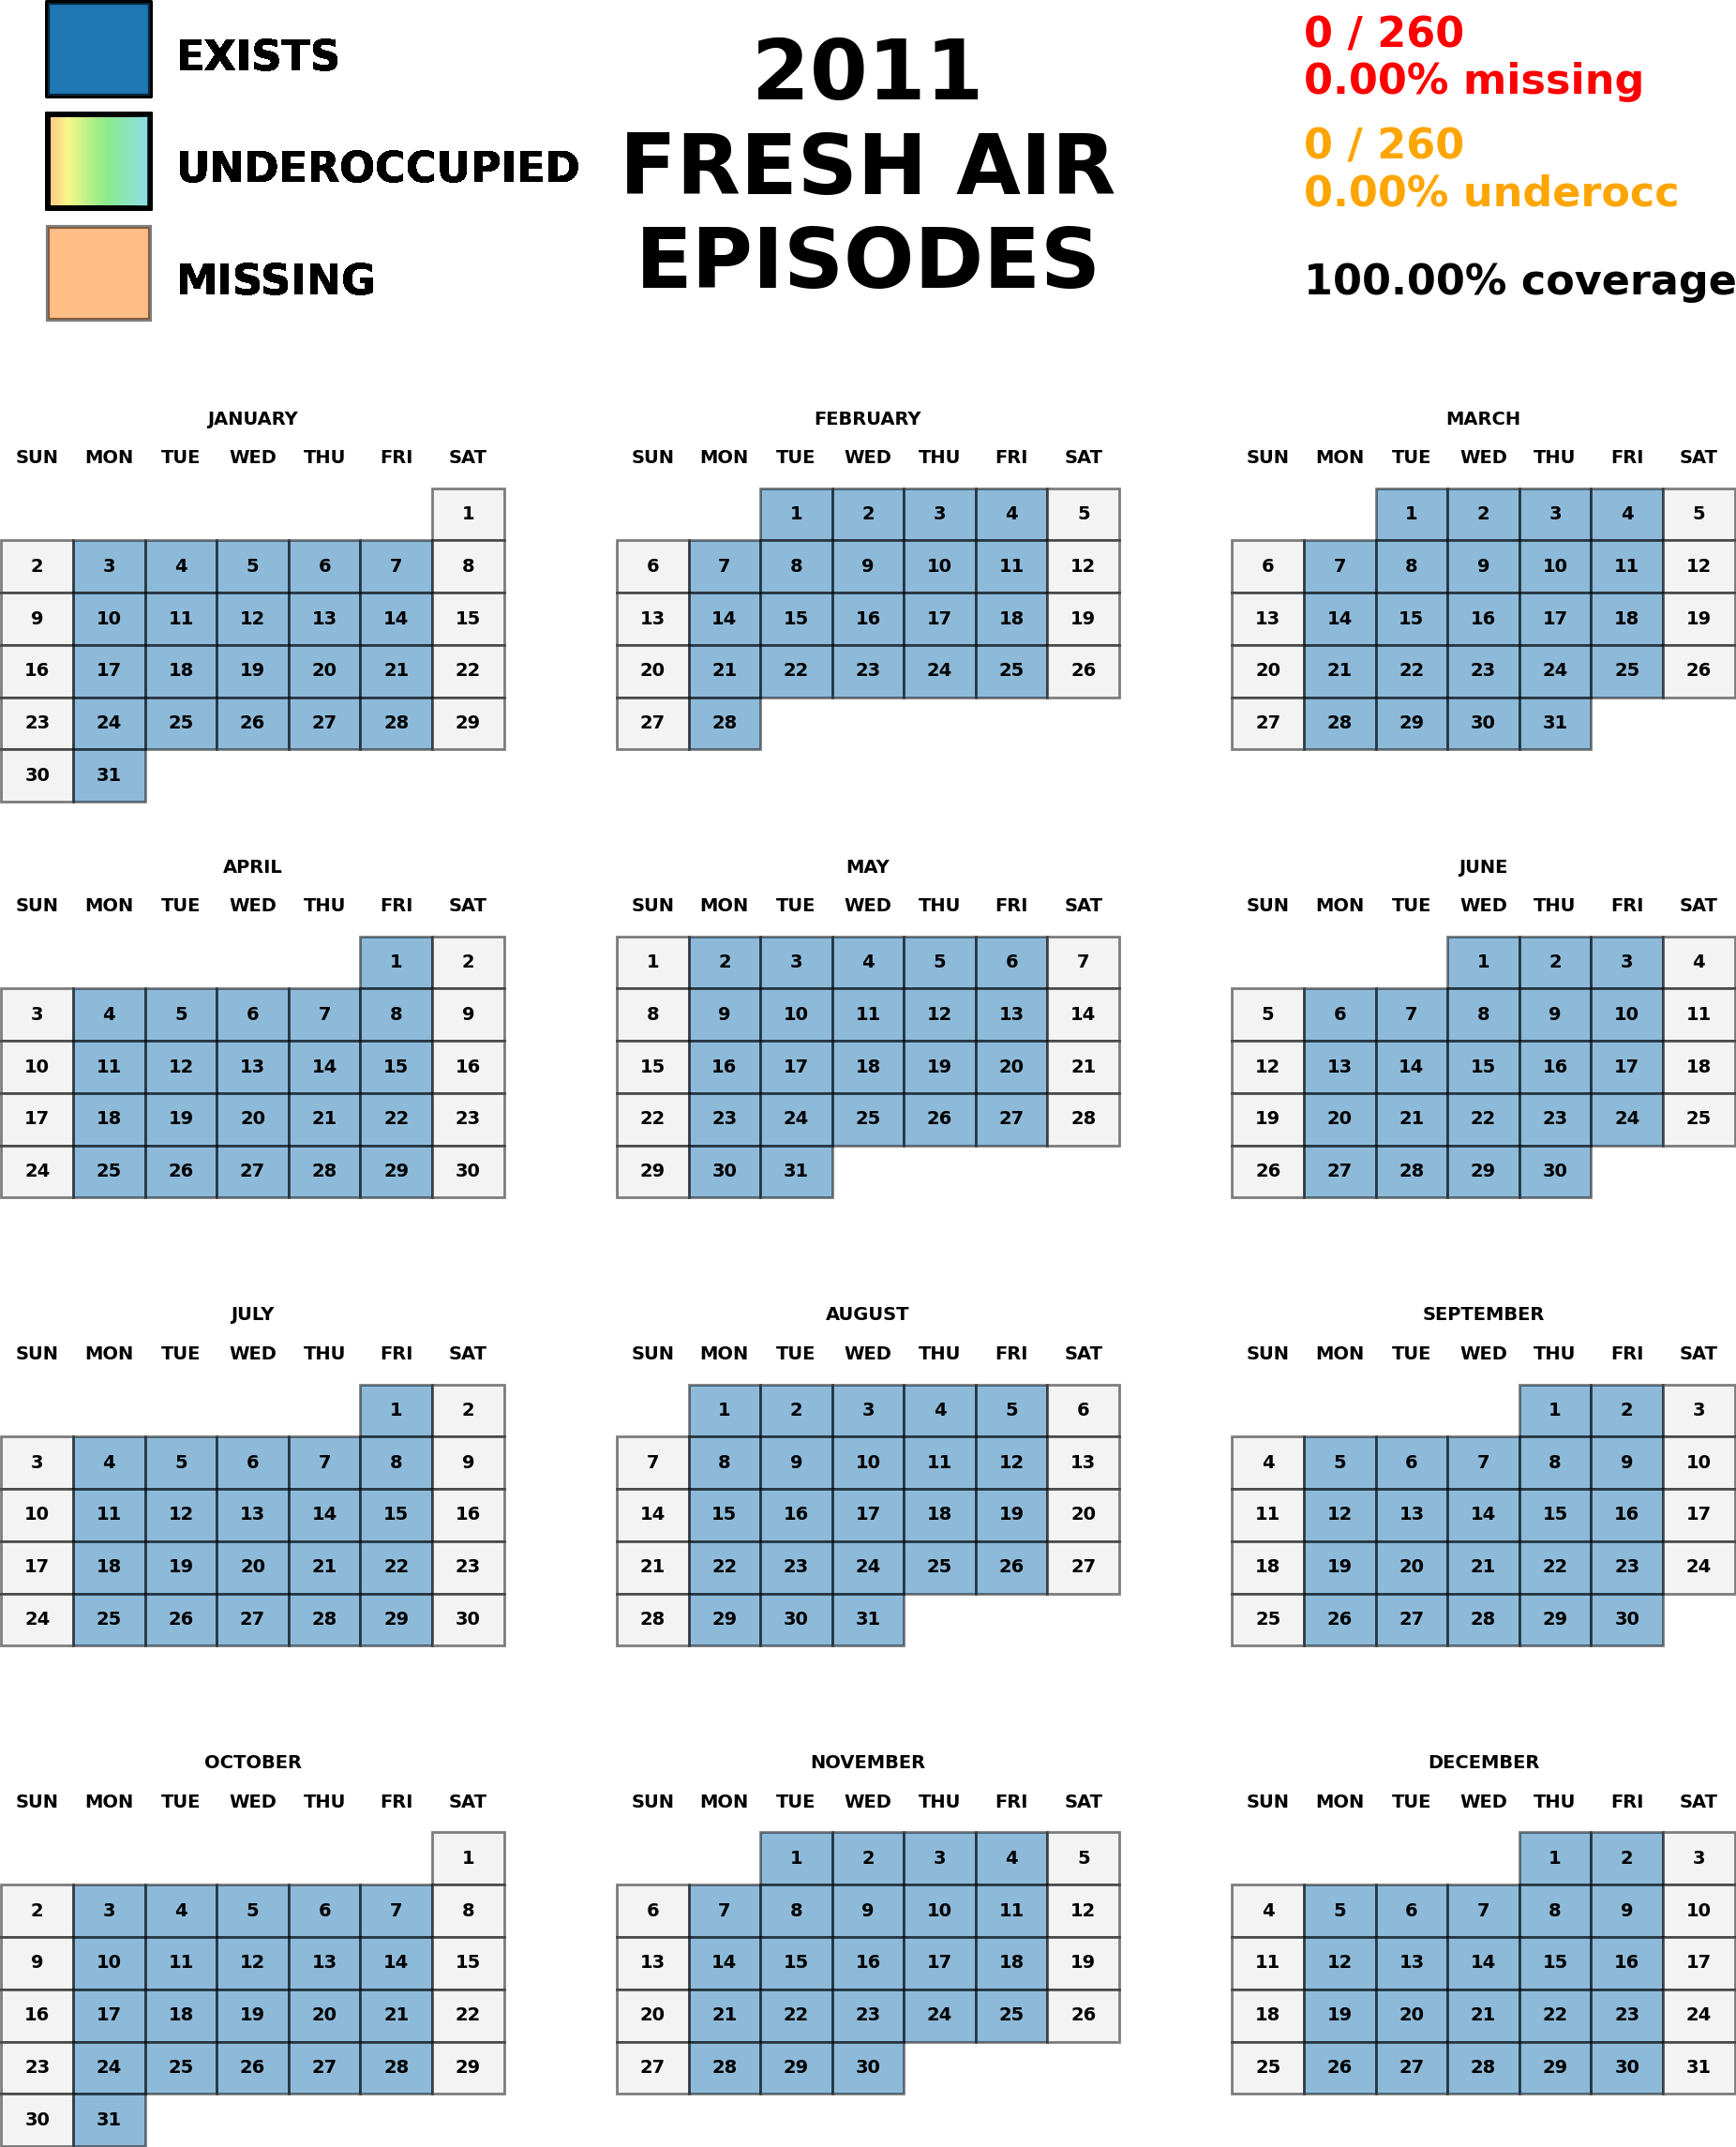 EXISTS
UNDEROCCUPIED
MISSING
2011
FRESH AIR
EPISODES
0 / 260
0.00% missing
0 / 260
0.00% underocc
100.00% coverage
JANUARY
SUN MON TUE WED THU FRI SAT
1
2 3 4 5 6 7 8
9 10 11 12 13 14 15
16 17 18 19 20 21 22
23 24 25 26 27 28 29
30 31
FEBRUARY
SUN MON TUE WED THU FRI SAT
1 2 3 4 5
6 7 8 9 10 11 12
13 14 15 16 17 18 19
20 21 22 23 24 25 26
27 28
MARCH
SUN MON TUE WED THU FRI SAT
1 2 3 4 5
6 7 8 9 10 11 12
13 14 15 16 17 18 19
20 21 22 23 24 25 26
27 28 29 30 31
APRIL
SUN MON TUE WED THU FRI SAT
1 2
3 4 5 6 7 8 9
10 11 12 13 14 15 16
17 18 19 20 21 22 23
24 25 26 27 28 29 30
MAY
SUN MON TUE WED THU FRI SAT
1 2 3 4 5 6 7
8 9 10 11 12 13 14
15 16 17 18 19 20 21
22 23 24 25 26 27 28
29 30 31
JUNE
SUN MON TUE WED THU FRI SAT
1 2 3 4
5 6 7 8 9 10 11
12 13 14 15 16 17 18
19 20 21 22 23 24 25
26 27 28 29 30
JULY
SUN MON TUE WED THU FRI SAT
1 2
3 4 5 6 7 8 9
10 11 12 13 14 15 16
17 18 19 20 21 22 23
24 25 26 27 28 29 30
AUGUST
SUN MON TUE WED THU FRI SAT
1 2 3 4 5 6
7 8 9 10 11 12 13
14 15 16 17 18 19 20
21 22 23 24 25 26 27
28 29 30 31
SEPTEMBER
SUN MON TUE WED THU FRI SAT
1 2 3
4 5 6 7 8 9 10
11 12 13 14 15 16 17
18 19 20 21 22 23 24
25 26 27 28 29 30
OCTOBER
SUN MON TUE WED THU FRI SAT
1
2 3 4 5 6 7 8
9 10 11 12 13 14 15
16 17 18 19 20 21 22
23 24 25 26 27 28 29
30 31
NOVEMBER
SUN MON TUE WED THU FRI SAT
1 2 3 4 5
6 7 8 9 10 11 12
13 14 15 16 17 18 19
20 21 22 23 24 25 26
27 28 29 30
DECEMBER
SUN MON TUE WED THU FRI SAT
1 2 3
4 5 6 7 8 9 10
11 12 13 14 15 16 17
18 19 20 21 22 23 24
25 26 27 28 29 30 31